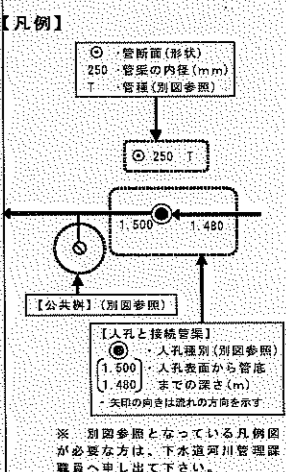 【凡例】
◎ ・管断面(形状)
250 ・管渠の内径(mm)
T ・管種(別図参照)
◎ 250 T
1.500
1.480
【公共桝】(別図参照)
【人孔と接続管渠】
・人孔種別(別図参照)
1.500 ・人孔表面から管底
1.480 までの深さ(m)
・矢印の向きは流れの方向を示す
※ 別図参照となっている凡例図
が必要な方は、下水道河川管理課
職員へ申し出て下さい。